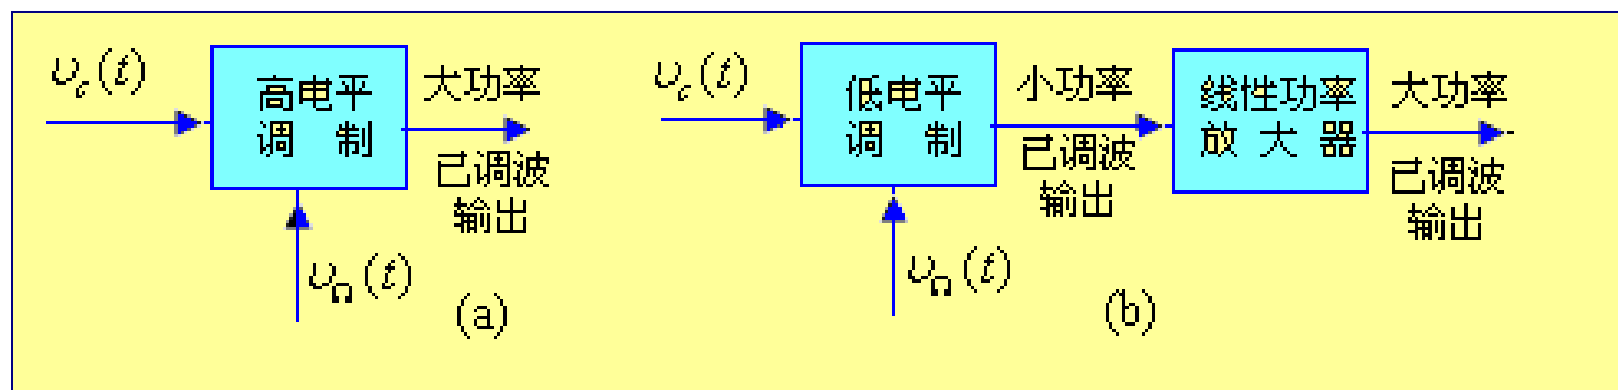 υc(t)
高电平
调 制
大功率
已调波
输出
υΩ(t)
(a)
υc(t)
低电平
调 制
小功率
已调波
输出
υΩ(t)
线性功率
放 大 器
大功率
已调波
输出
(b)